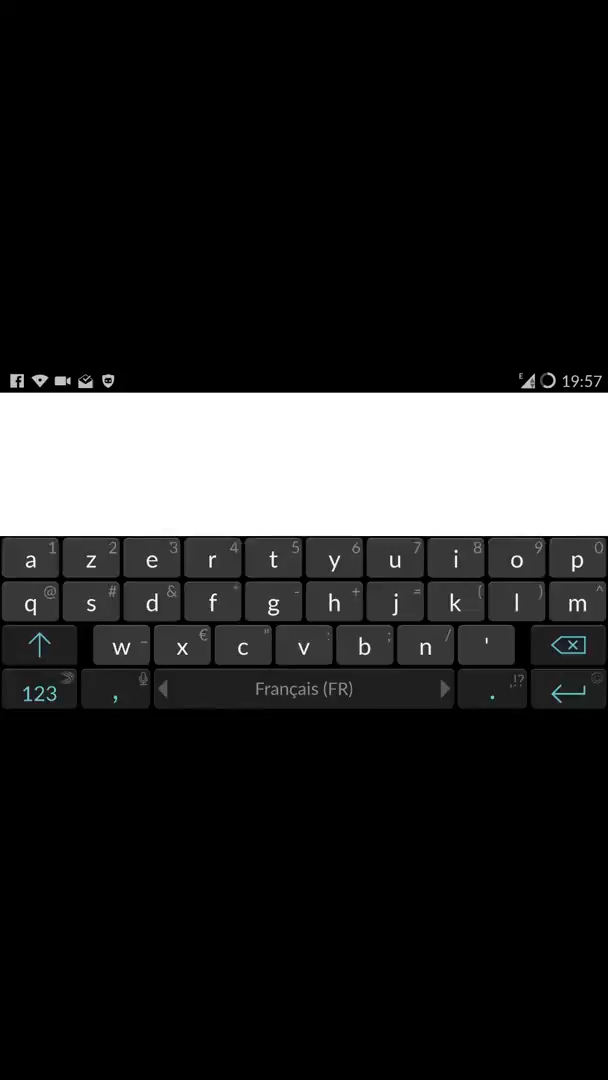 E 19:57
a 1 z 2 e 3 r 4 t 5 y 6 u 7 i 8 o 9 p 0
q @ s # d & f * g - h + j = k ( l ) m ^
w _ x € c " v : b ; n / '
123 , Français (FR) . ,!?